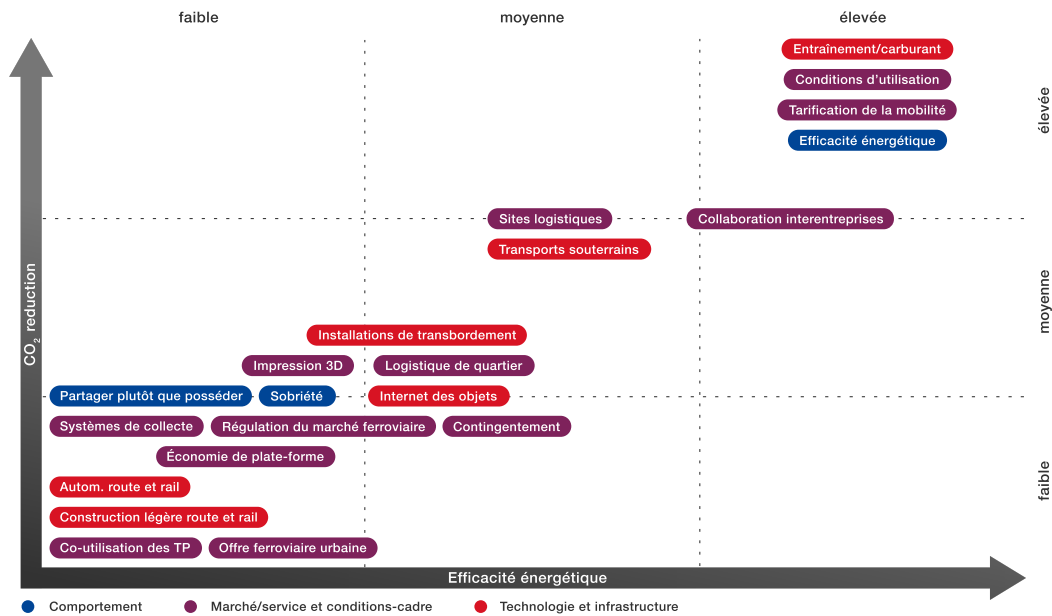 faible moyenne élevée
Entraînement/carburant
Conditions d'utilisation
Tarification de la mobilité
Efficacité énergétique
élevée
Sites logistiques Collaboration interentreprises
Transports souterrains
moyenne
CO₂ reduction
Installations de transbordement
Impression 3D Logistique de quartier
Partager plutôt que posséder Sobriété Internet des objets
Systèmes de collecte Régulation du marché ferroviaire Contingentement
Économie de plate-forme
faible
Autom. route et rail
Construction légère route et rail
Co-utilisation des TP Offre ferroviaire urbaine
Efficacité énergétique
Comportement Marché/service et conditions-cadre Technologie et infrastructure